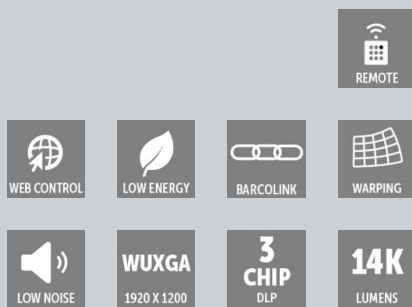 REMOTE
WEB CONTROL
LOW ENERGY
BARCOLINK
WARPING
LOW NOISE
WUXGA
1920 X 1200
3
CHIP
DLP
14K
LUMENS